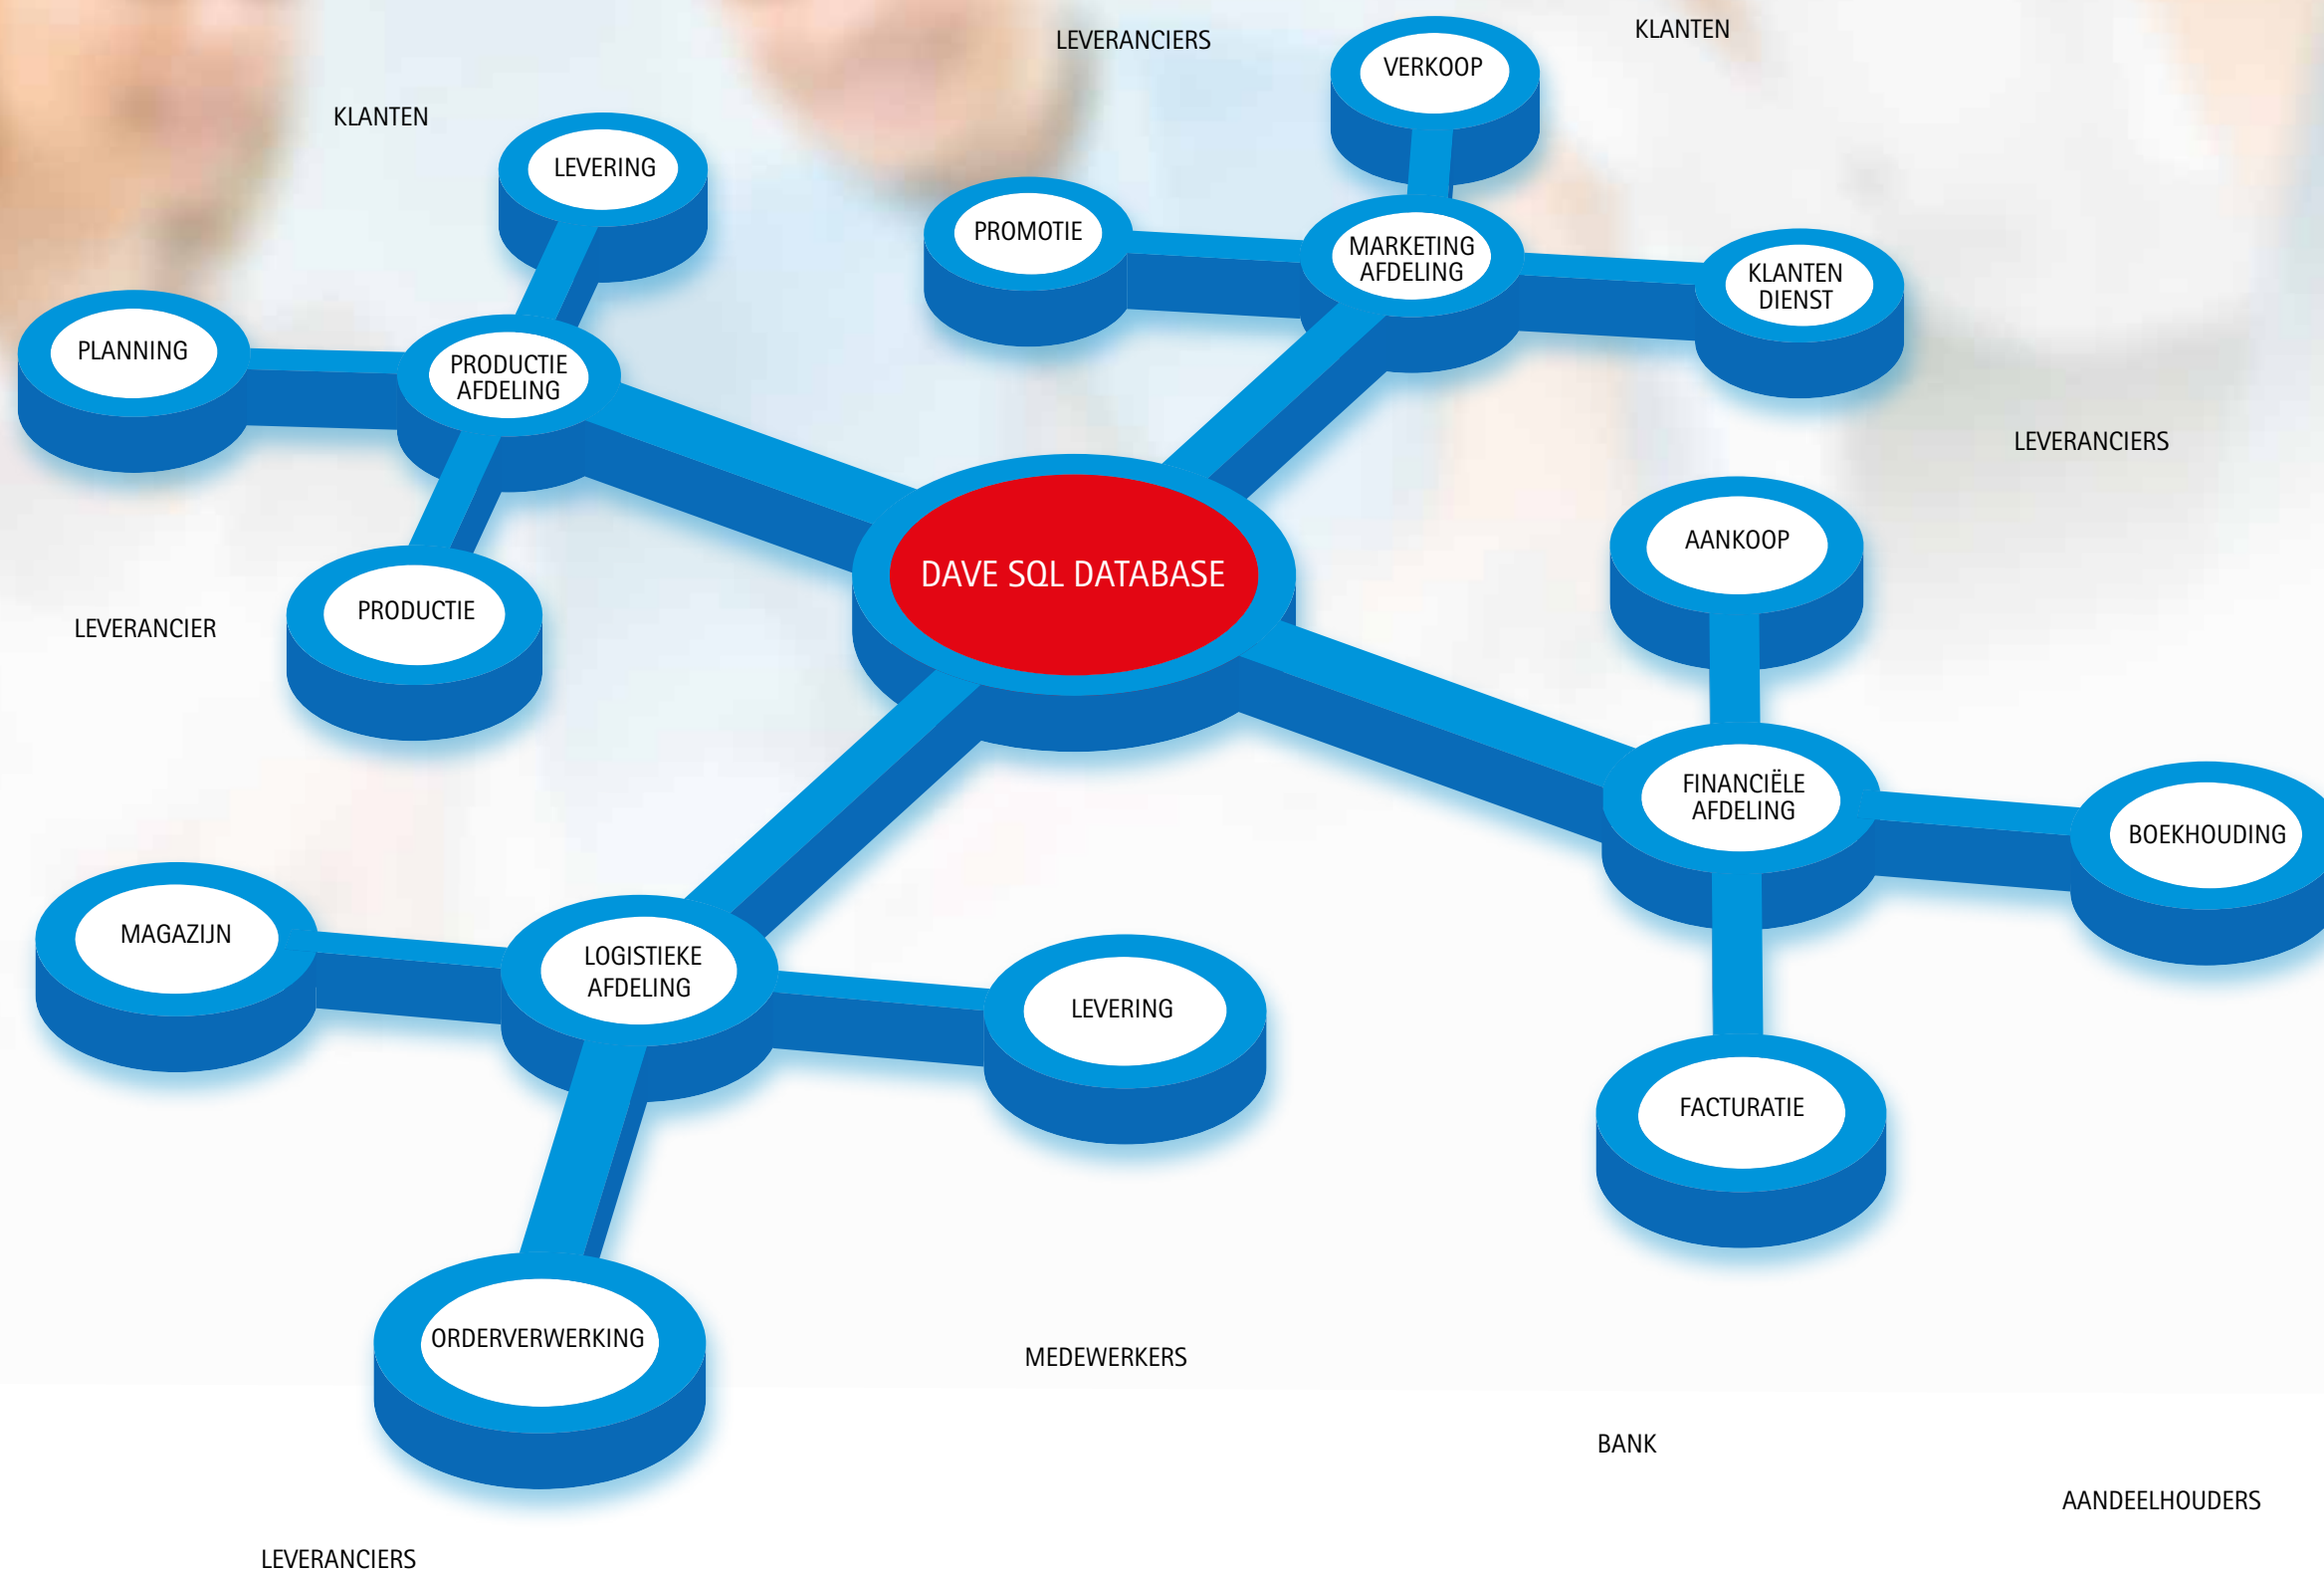 KLANTEN
LEVERANCIERS
VERKOOP
KLANTEN
LEVERING
PROMOTIE
MARKETING
AFDELING
KLANTEN
DIENST
PLANNING
PRODUCTIE
AFDELING
LEVERANCIERS
AANKOOP
DAVE SQL DATABASE
PRODUCTIE
LEVERANCIER
FINANCIËLE
AFDELING
BOEKHOUDING
MAGAZIJN
LOGISTIEKE
AFDELING
LEVERING
FACTURATIE
ORDERVERWERKING
MEDEWERKERS
BANK
AANDEELHOUDERS
LEVERANCIERS